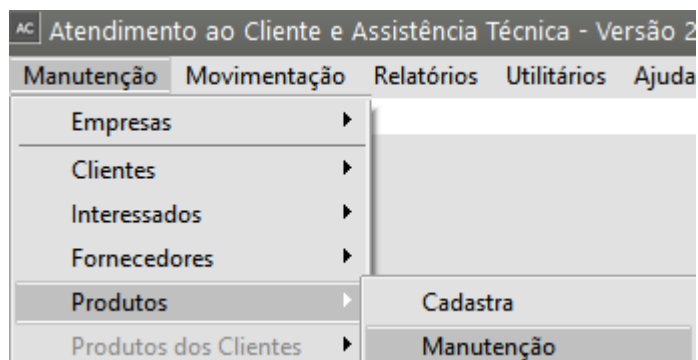 AC Atendimento ao Cliente e Assistência Técnica - Versão 2
Manutenção Movimentação Relatórios Utilitários Ajuda
Empresas
Clientes
Interessados
Fornecedores
Produtos Cadastra
Produtos dos Clientes Manutenção